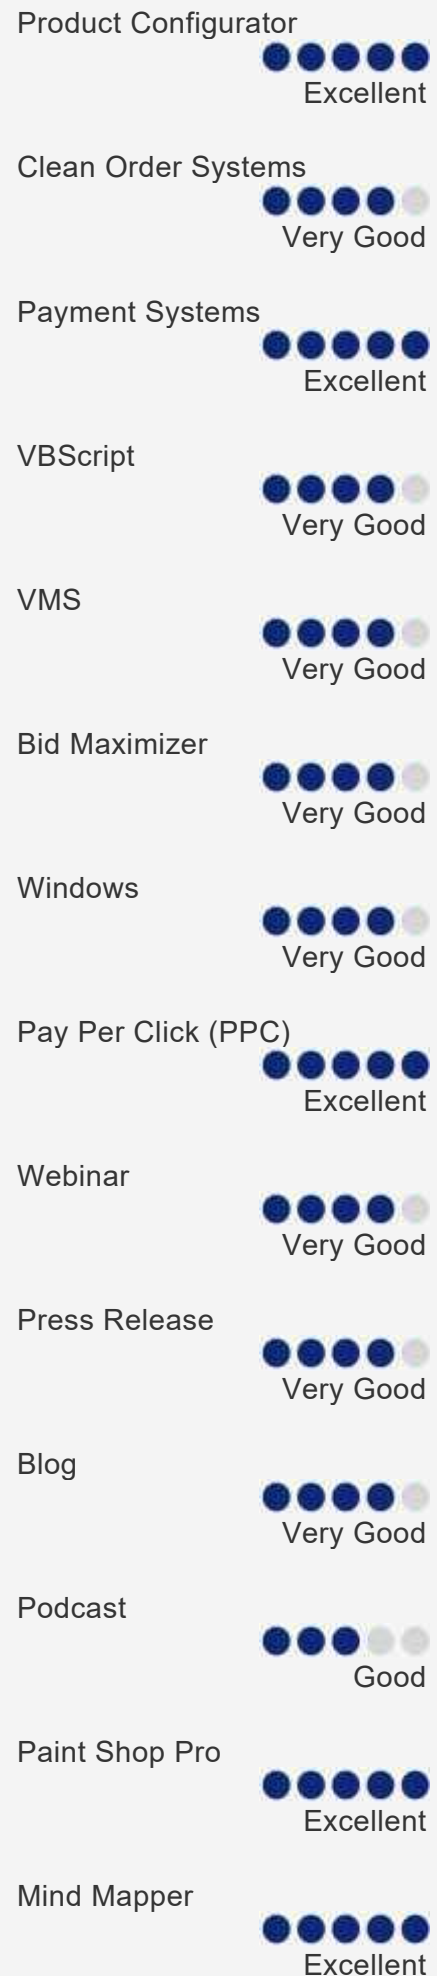 Product Configurator
Excellent
Clean Order Systems
Very Good
Payment Systems
Excellent
VBScript
Very Good
VMS
Very Good
Bid Maximizer
Very Good
Windows
Very Good
Pay Per Click (PPC)
Excellent
Webinar
Very Good
Press Release
Very Good
Blog
Very Good
Podcast
Good
Paint Shop Pro
Excellent
Mind Mapper
Excellent